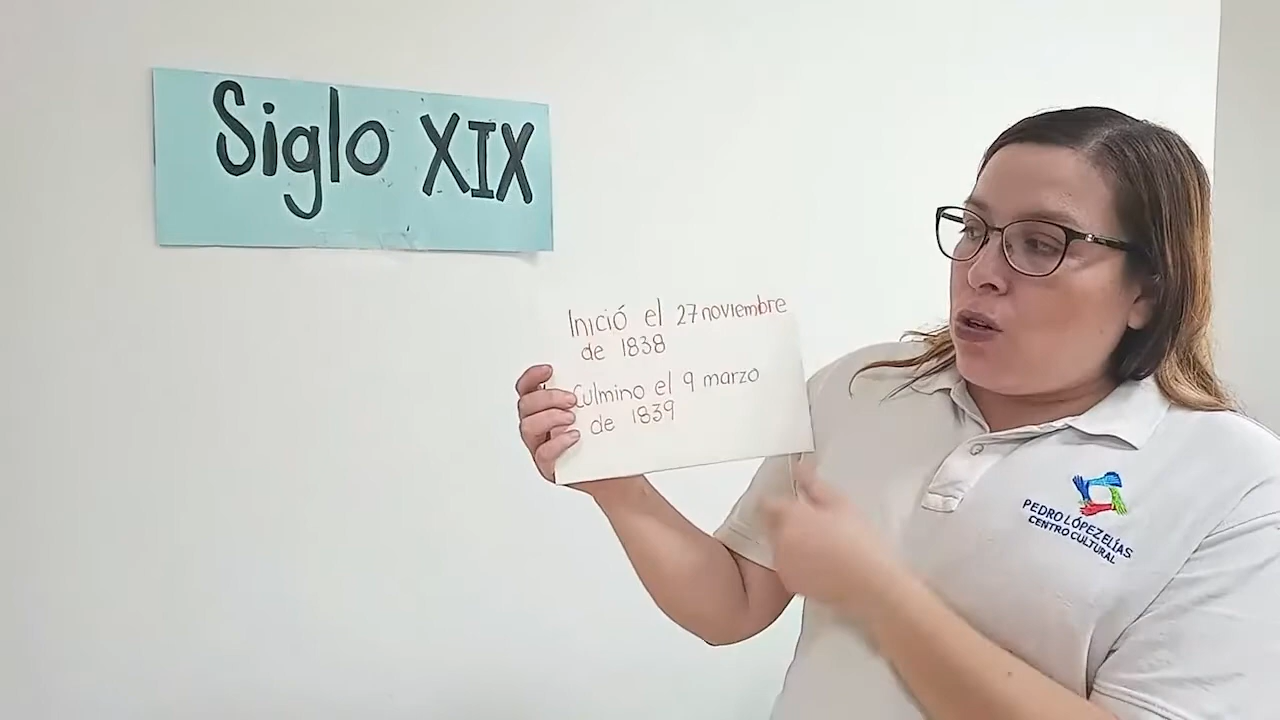 Siglo XIX
Inició el 27 noviembre
de 1838
Culmino el 9 marzo
de 1839
PEDRO LÓPEZ ELÍAS
CENTRO CULTURAL